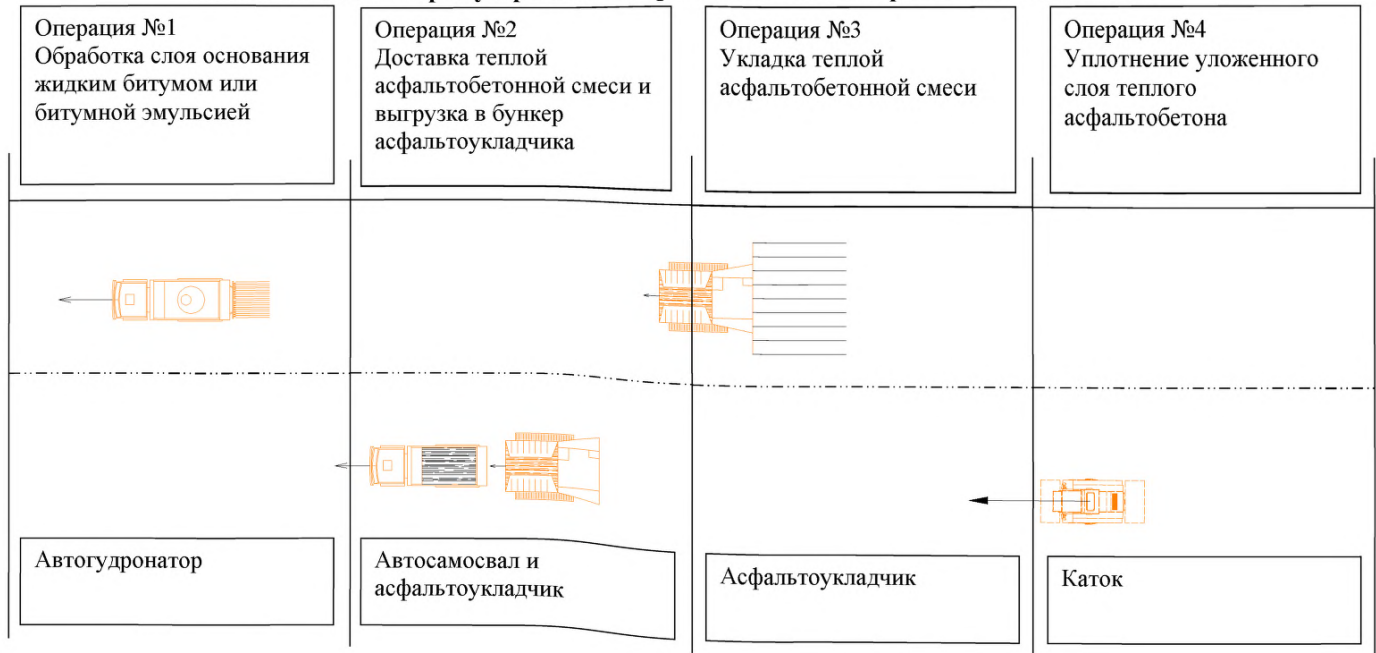 Операция №1
Обработка слоя основания
жидким битумом или
битумной эмульсией
Операция №2
Доставка теплой
асфальтобетонной смеси и
выгрузка в бункер
асфальтоукладчика
Операция №3
Укладка теплой
асфальтобетонной смеси
Операция №4
Уплотнение уложенного
слоя теплого
асфальтобетона
Автогудронатор
Автосамосвал и
асфальтоукладчик
Асфальтоукладчик
Каток